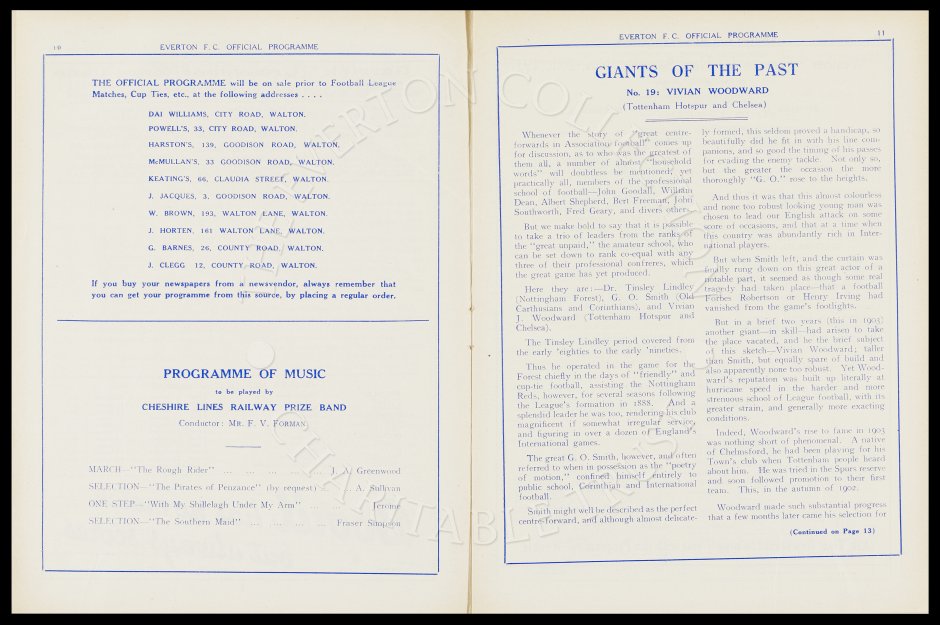 10
EVERTON F. C. OFFICIAL PROGRAMME
THE OFFICIAL PROGRAMME will be on sale prior to Football League
Matches, Cup Ties, etc., at the following addresses . . . .
DAI WILLIAMS, CITY ROAD, WALTON.
POWELL'S, 33, CITY ROAD, WALTON.
HARSTON'S, 139, GOODISON ROAD, WALTON.
McMULLAN'S, 33 GOODISON ROAD, WALTON.
KEATING'S, 66, CLAUDIA STREET, WALTON.
J. JACQUES, 3, GOODISON ROAD, WALTON.
W. BROWN, 193, WALTON LANE, WALTON.
J. HORTEN, 161 WALTON LANE, WALTON.
G. BARNES, 26, COUNTY ROAD, WALTON.
J. CLEGG 12, COUNTY ROAD, WALTON.
If you buy your newspapers from a newsvendor, always remember that
you can get your programme from this source, by placing a regular order.
PROGRAMME OF MUSIC
to be played by
CHESHIRE LINES RAILWAY PRIZE BAND
Conductor: MR. F. V. FORMAN
MARCH—"The Rough Rider" ... ... ... ... ... J. A. Greenwood
SELECTION—"The Pirates of Penzance" (by request) ... A. Sullivan
ONE STEP—"With My Shillelagh Under My Arm" ... ... Jerome
SELECTION—"The Southern Maid" ... ... ... ... Fraser Simpson
EVERTON F. C. OFFICIAL PROGRAMME
11
GIANTS OF THE PAST
No. 19: VIVIAN WOODWARD
(Tottenham Hotspur and Chelsea)
Whenever the story of "great centre-
forwards in Association football" comes up
for discussion, as to who was the greatest of
them all, a number of almost "household
words" will doubtless be mentioned, yet
practically all, members of the professional
school of football—John Goodall, William
Dean, Albert Shepherd, Bert Freeman, John
Southworth, Fred Geary, and divers others.
But we make bold to say that it is possible
to take a trio of leaders from the ranks of
the "great unpaid," the amateur school, who
can be set down to rank co-equal with any
three of their professional confreres, which
the great game has yet produced.
Here they are:—Dr. Tinsley Lindley
(Nottingham Forest), G. O. Smith (Old
Carthusians and Corinthians), and Vivian
J. Woodward (Tottenham Hotspur and
Chelsea).
The Tinsley Lindley period covered from
the early 'eighties to the early 'nineties.
Thus he operated in the game for the
Forest chiefly in the days of "friendly" and
cup-tie football, assisting the Nottingham
Reds, however, for several seasons following
the League's formation in 1888. And a
splendid leader he was too, rendering his club
magnificent if somewhat irregular service,
and figuring in over a dozen of England's
International games.
The great G. O. Smith, however, and often
referred to when in possession as the "poetry
of motion," confined himself entirely to
public school, Corinthian and International
football.
Smith might well be described as the perfect
centre-forward, and although almost delicate-
ly formed, this seldom proved a handicap, so
beautifully did he fit in with his line com-
panions, and so good the timing of his passes
for evading the enemy tackle. Not only so,
but the greater the occasion the more
thoroughly "G. O." rose to the heights.
And thus it was that this almost colourless
and none too robust looking young man was
chosen to lead our English attack on some
score of occasions, and that at a time when
this country was abundantly rich in Inter-
national players.
But when Smith left, and the curtain was
finally rung down on this great actor of a
notable part, it seemed as though some real
tragedy had taken place—that a football
Forbes Robertson or Henry Irving had
vanished from the game's footlights.
But in a brief two years (this in 1903)
another giant—in skill—had arisen to take
the place vacated, and he the brief subject
of this sketch—Vivian Woodward; taller
than Smith, but equally spare of build and
also apparently none too robust. Yet Wood-
ward's reputation was built up literally at
hurricane speed in the harder and more
strenuous school of League football, with its
greater strain, and generally more exacting
conditions.
Indeed, Woodward's rise to fame in 1903
was nothing short of phenomenal. A native
of Chelmsford, he had been playing for his
Town's club when Tottenham people heard
about him. He was tried in the Spurs reserve
and soon followed promotion to their first
team. This, in the autumn of 1902.
Woodward made such substantial progress
that a few months later came his selection for
(Continued on Page 13)